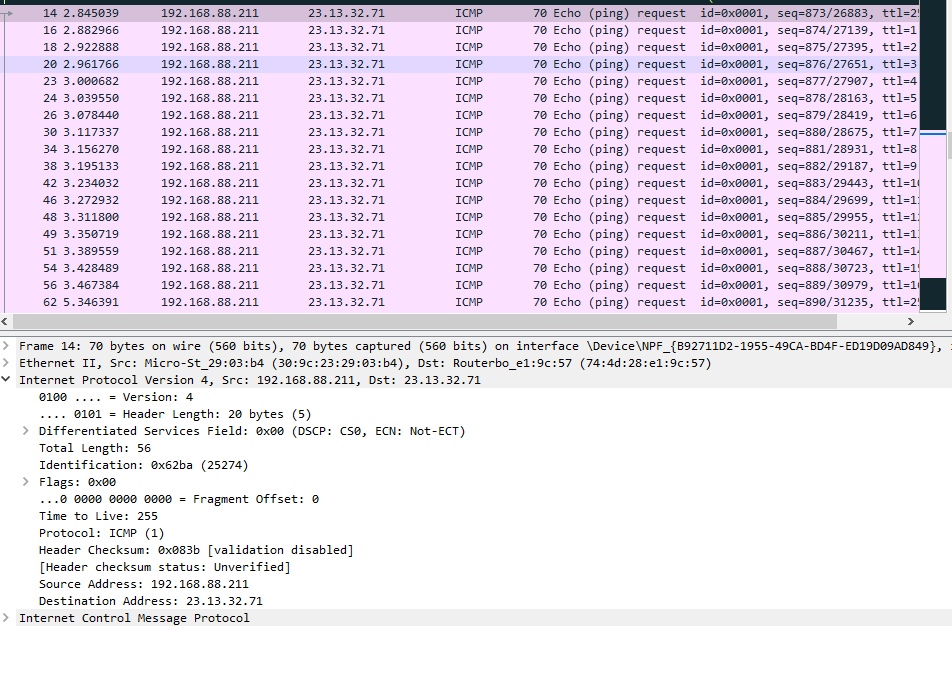 14 2.845039 192.168.88.211 23.13.32.71 ICMP 70 Echo (ping) request id=0x0001, seq=873/26883, ttl=2
16 2.882966 192.168.88.211 23.13.32.71 ICMP 70 Echo (ping) request id=0x0001, seq=874/27139, ttl=1
18 2.922888 192.168.88.211 23.13.32.71 ICMP 70 Echo (ping) request id=0x0001, seq=875/27395, ttl=2
20 2.961766 192.168.88.211 23.13.32.71 ICMP 70 Echo (ping) request id=0x0001, seq=876/27651, ttl=3
23 3.000682 192.168.88.211 23.13.32.71 ICMP 70 Echo (ping) request id=0x0001, seq=877/27907, ttl=4
24 3.039550 192.168.88.211 23.13.32.71 ICMP 70 Echo (ping) request id=0x0001, seq=878/28163, ttl=5
26 3.078440 192.168.88.211 23.13.32.71 ICMP 70 Echo (ping) request id=0x0001, seq=879/28419, ttl=6
30 3.117337 192.168.88.211 23.13.32.71 ICMP 70 Echo (ping) request id=0x0001, seq=880/28675, ttl=7
34 3.156270 192.168.88.211 23.13.32.71 ICMP 70 Echo (ping) request id=0x0001, seq=881/28931, ttl=8
38 3.195133 192.168.88.211 23.13.32.71 ICMP 70 Echo (ping) request id=0x0001, seq=882/29187, ttl=9
42 3.234032 192.168.88.211 23.13.32.71 ICMP 70 Echo (ping) request id=0x0001, seq=883/29443, ttl=1
46 3.272932 192.168.88.211 23.13.32.71 ICMP 70 Echo (ping) request id=0x0001, seq=884/29699, ttl=1
48 3.311800 192.168.88.211 23.13.32.71 ICMP 70 Echo (ping) request id=0x0001, seq=885/29955, ttl=1
49 3.350719 192.168.88.211 23.13.32.71 ICMP 70 Echo (ping) request id=0x0001, seq=886/30211, ttl=1
51 3.389559 192.168.88.211 23.13.32.71 ICMP 70 Echo (ping) request id=0x0001, seq=887/30467, ttl=1
54 3.428489 192.168.88.211 23.13.32.71 ICMP 70 Echo (ping) request id=0x0001, seq=888/30723, ttl=1
56 3.467384 192.168.88.211 23.13.32.71 ICMP 70 Echo (ping) request id=0x0001, seq=889/30979, ttl=1
62 5.346391 192.168.88.211 23.13.32.71 ICMP 70 Echo (ping) request id=0x0001, seq=890/31235, ttl=2
Frame 14: 70 bytes on wire (560 bits), 70 bytes captured (560 bits) on interface \Device\NPF_{B92711D2-1955-49CA-BD4F-ED19D09AD849},
Ethernet II, Src: Micro-St_29:03:b4 (30:9c:23:29:03:b4), Dst: Routerbo_e1:9c:57 (74:4d:28:e1:9c:57)
Internet Protocol Version 4, Src: 192.168.88.211, Dst: 23.13.32.71
0100 .... = Version: 4
.... 0101 = Header Length: 20 bytes (5)
Differentiated Services Field: 0x00 (DSCP: CS0, ECN: Not-ECT)
Total Length: 56
Identification: 0x62ba (25274)
Flags: 0x00
...0 0000 0000 0000 = Fragment Offset: 0
Time to Live: 255
Protocol: ICMP (1)
Header Checksum: 0x083b [validation disabled]
[Header checksum status: Unverified]
Source Address: 192.168.88.211
Destination Address: 23.13.32.71
Internet Control Message Protocol